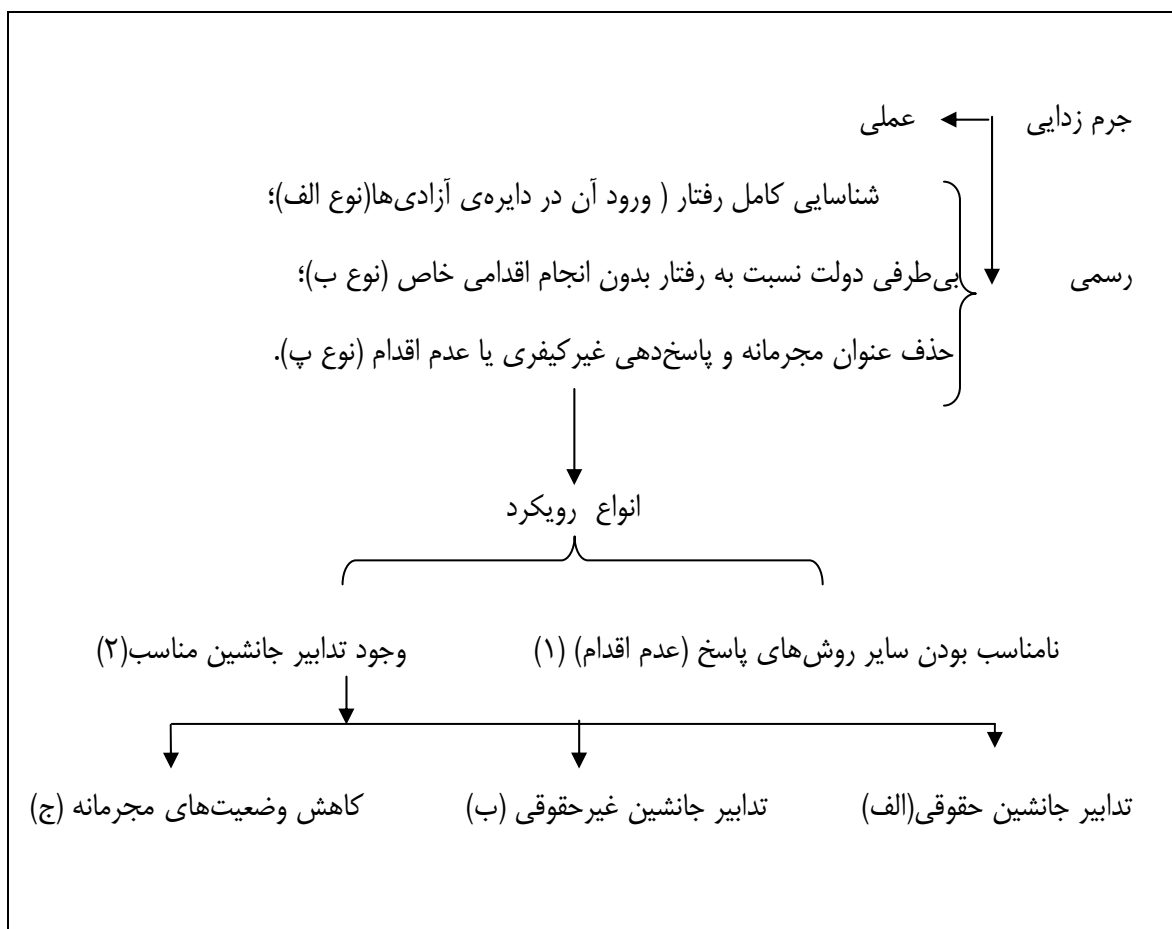 جرم زدایی عملی
شناسایی کامل رفتار ( ورود آن در دایره‌ی آزادی‌ها(نوع الف)؛
رسمی بی‌طرفی دولت نسبت به رفتار بدون انجام اقدامی خاص (نوع ب)؛
حذف عنوان مجرمانه و پاسخ‌دهی غیرکیفری یا عدم اقدام (نوع پ).
انواع رویکرد
نامناسب بودن سایر روش‌های پاسخ (عدم اقدام) (۱) وجود تدابیر جانشین مناسب(۲)
تدابیر جانشین حقوقی(الف) تدابیر جانشین غیرحقوقی (ب) کاهش وضعیت‌های مجرمانه (ج)